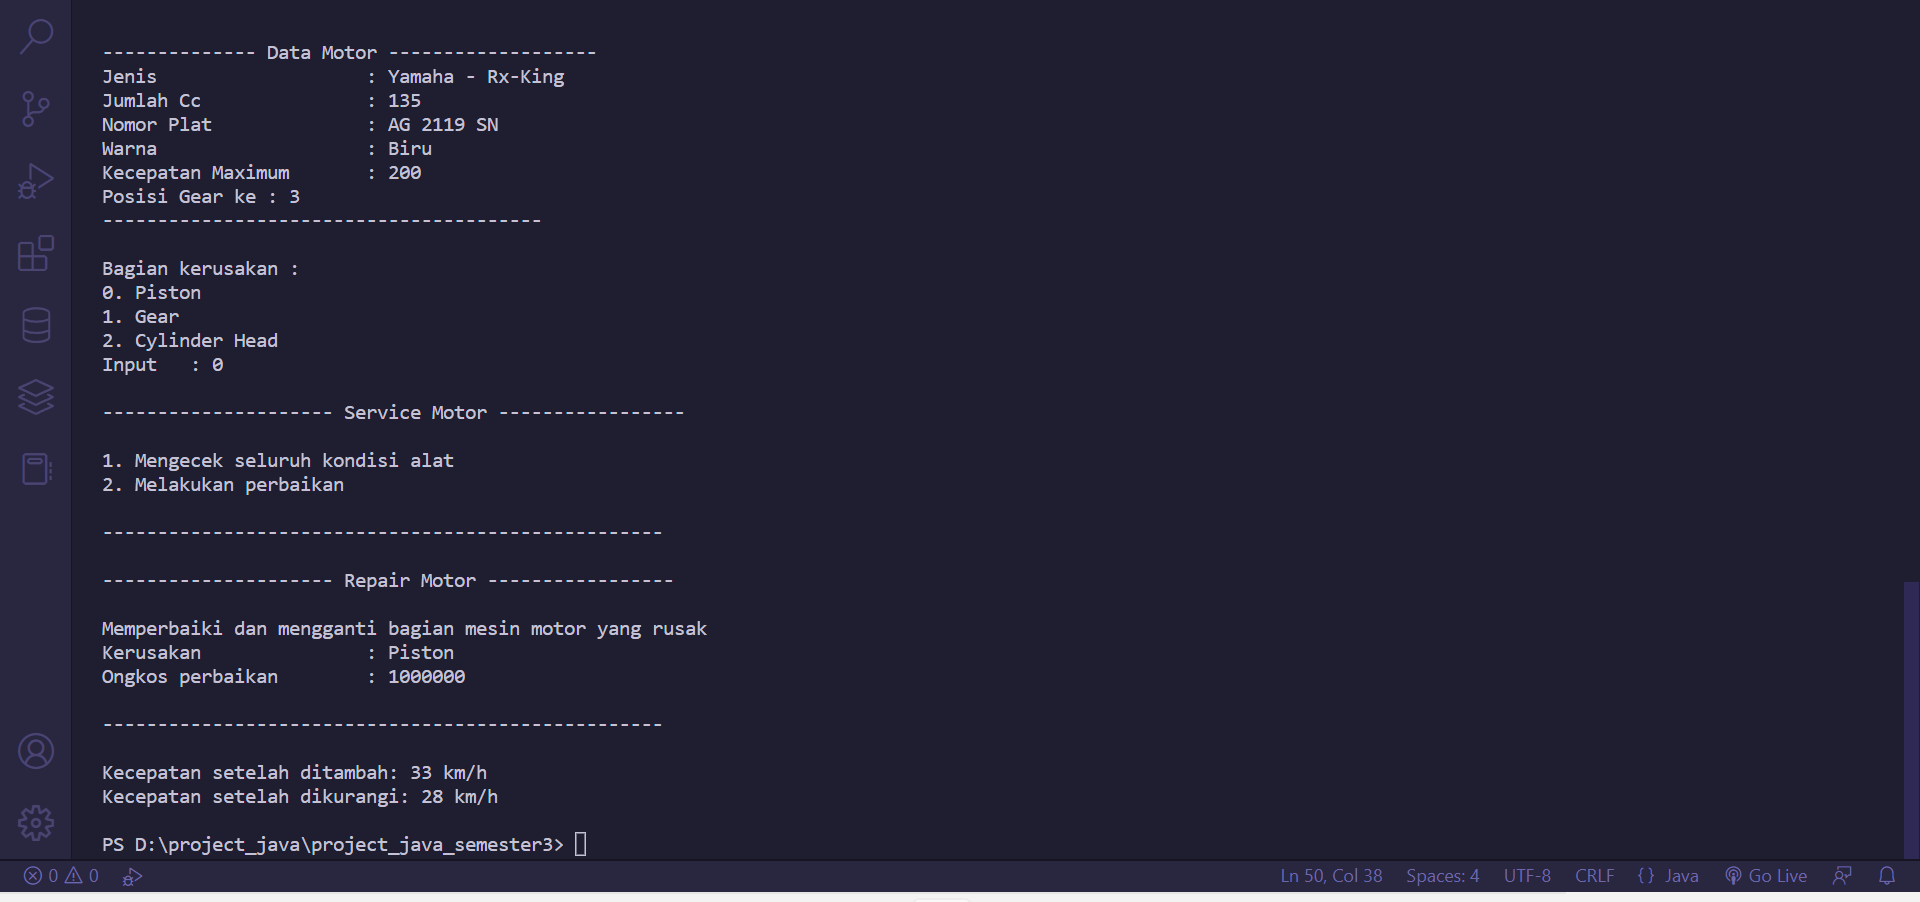 -------------- Data Motor -------------------
Jenis                   : Yamaha - Rx-King
Jumlah Cc               : 135
Nomor Plat              : AG 2119 SN
Warna                   : Biru
Kecepatan Maximum       : 200
Posisi Gear ke : 3
----------------------------------------
Bagian kerusakan :
0. Piston
1. Gear
2. Cylinder Head
Input   : 0
--------------------- Service Motor -----------------
1. Mengecek seluruh kondisi alat
2. Melakukan perbaikan
---------------------------------------------------
--------------------- Repair Motor -----------------
Memperbaiki dan mengganti bagian mesin motor yang rusak
Kerusakan               : Piston
Ongkos perbaikan        : 1000000
---------------------------------------------------
Kecepatan setelah ditambah: 33 km/h
Kecepatan setelah dikurangi: 28 km/h
PS D:\project_java\project_java_semester3>
0 0 Ln 50, Col 38 Spaces: 4 UTF-8 CRLF {} Java Go Live